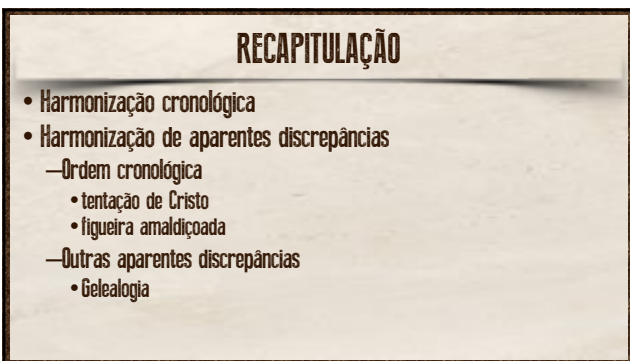 RECAPITULAÇÃO
• Harmonização cronológica
• Harmonização de aparentes discrepâncias
–Ordem cronológica
• tentação de Cristo
• figueira amaldiçoada
–Outras aparentes discrepâncias
• Gelealogia